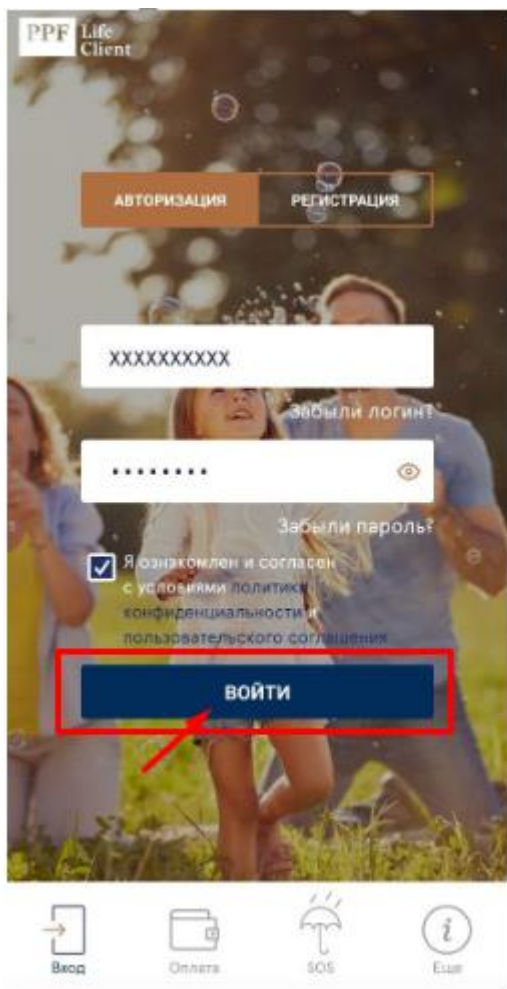 PPF Life
Client
АВТОРИЗАЦИЯ РЕГИСТРАЦИЯ
XXXXXXXXXX
Забыли логин?
••••••••
Забыли пароль?
Я ознакомлен и согласен
с условиями политики
конфиденциальности и
пользовательского соглашения
ВОЙТИ
Вход Оплата SOS Еще